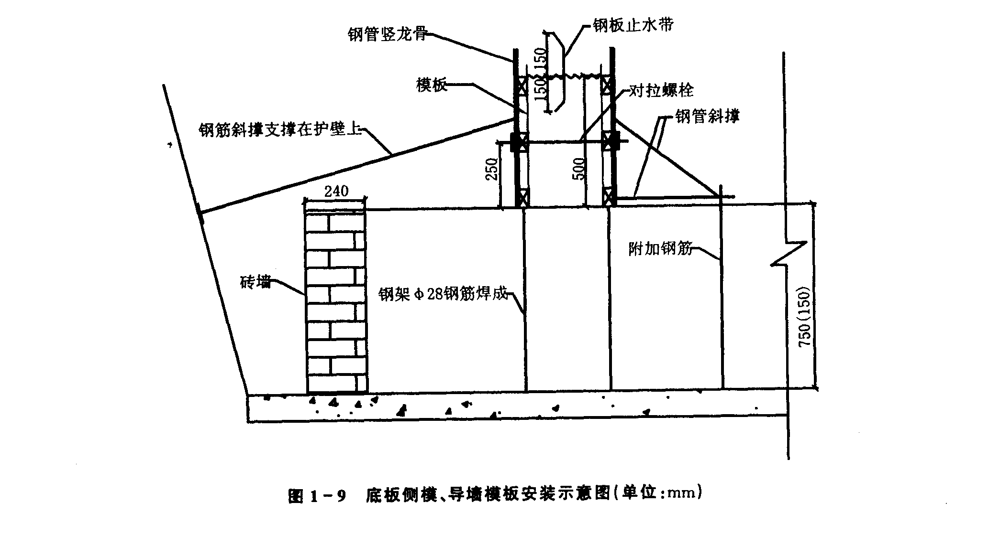 钢管竖龙骨
钢板止水带
150
模板
150
对拉螺栓
钢管斜撑
钢筋斜撑支撑在护壁上
250
500
240
附加钢筋
砖墙
钢架ф28钢筋焊成
750(150)
图1-9 底板侧模、导墙模板安装示意图(单位:mm)